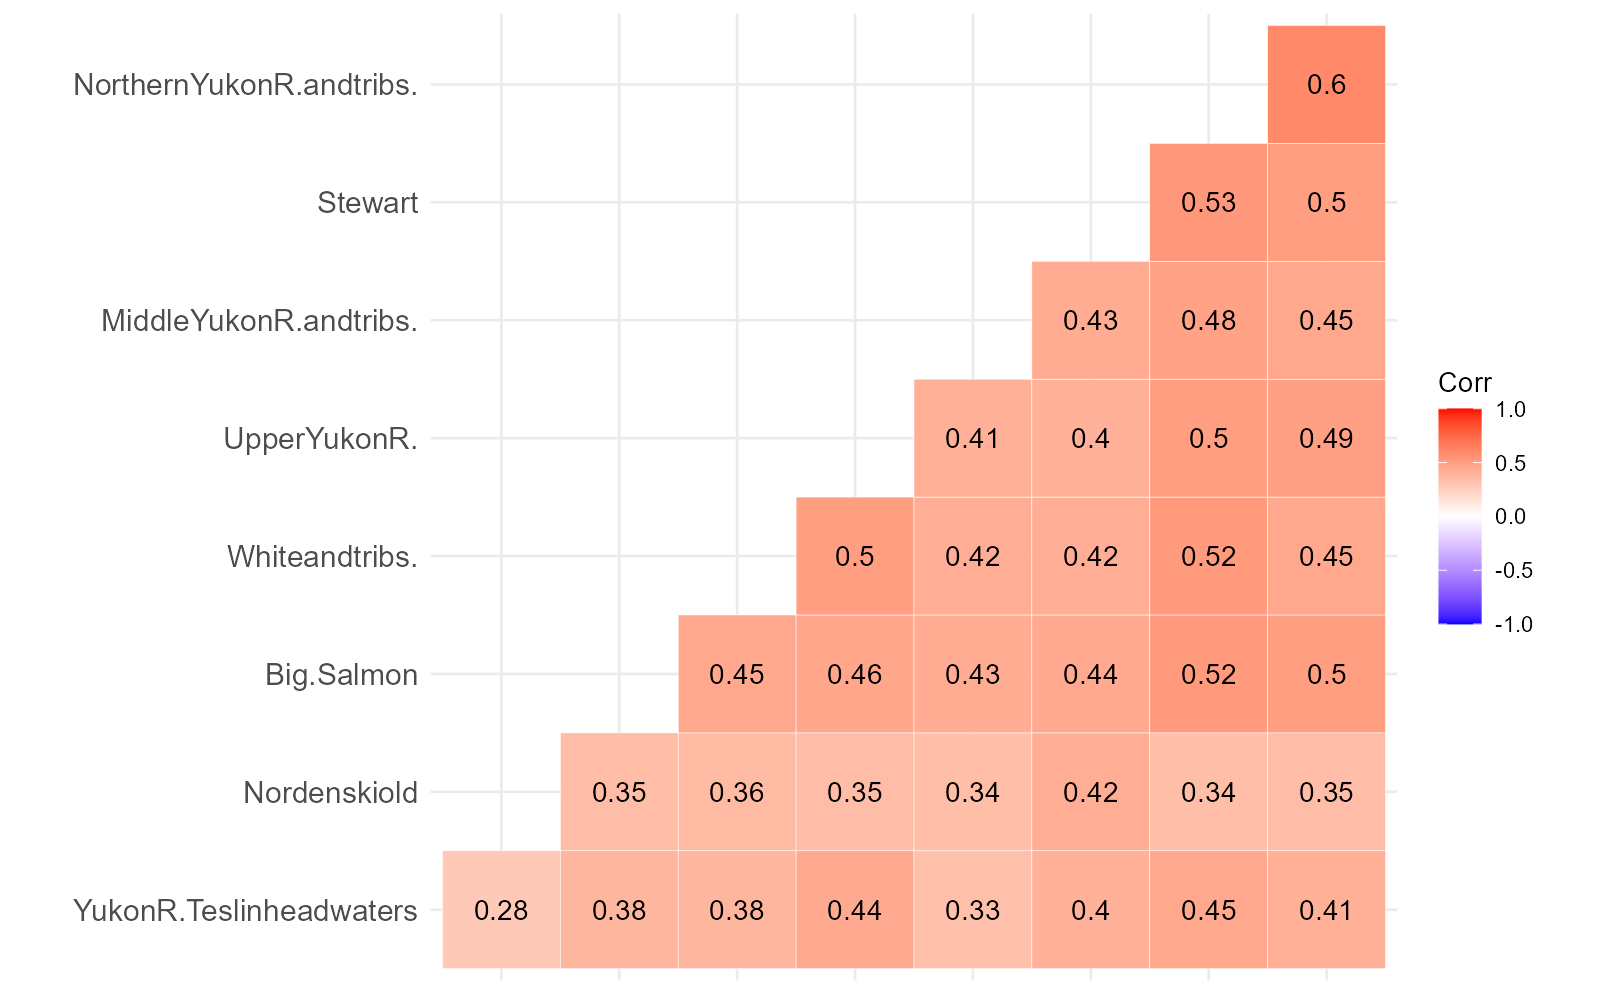 NorthernYukonR.andtribs.
0.6
Stewart
0.53 0.5
MiddleYukonR.andtribs.
0.43 0.48 0.45
UpperYukonR.
0.41 0.4 0.5 0.49
Whiteandtribs.
0.5 0.42 0.42 0.52 0.45
Big.Salmon
0.45 0.46 0.43 0.44 0.52 0.5
Nordenskiold
0.35 0.36 0.35 0.34 0.42 0.34 0.35
YukonR.Teslinheadwaters
0.28 0.38 0.38 0.44 0.33 0.4 0.45 0.41
Corr
1.0
0.5
0.0
-0.5
-1.0